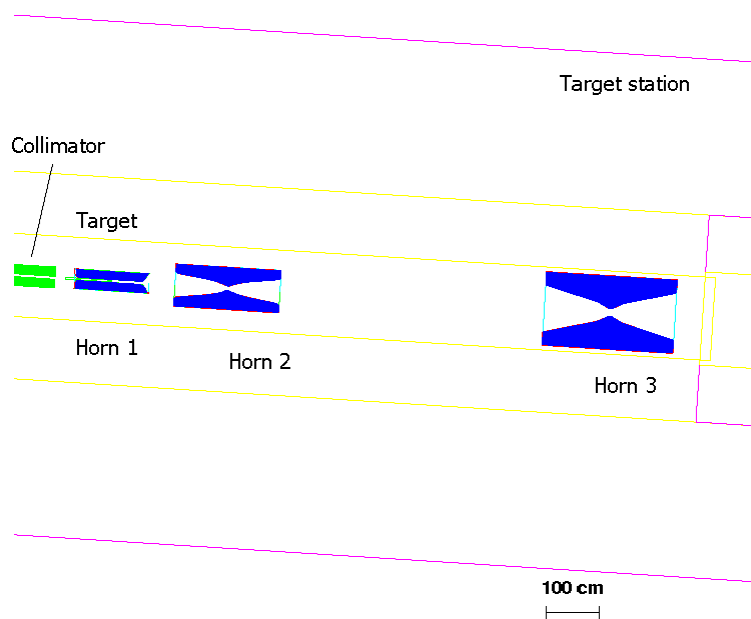 Target station
Collimator
Target
Horn 1
Horn 2
Horn 3
100 cm